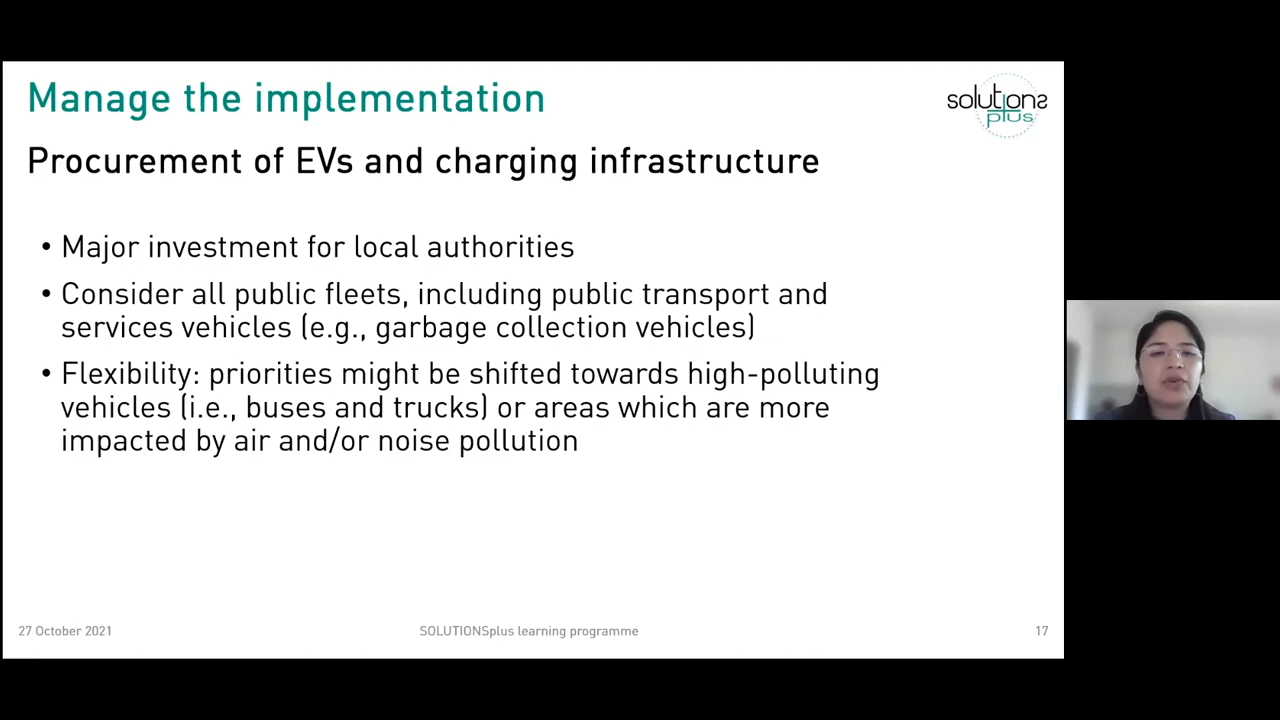 Manage the implementation
solutions
plus
Procurement of EVs and charging infrastructure
• Major investment for local authorities
• Consider all public fleets, including public transport and
services vehicles (e.g., garbage collection vehicles)
• Flexibility: priorities might be shifted towards high-polluting
vehicles (i.e., buses and trucks) or areas which are more
impacted by air and/or noise pollution
27 October 2021
SOLUTIONSplus learning programme
17